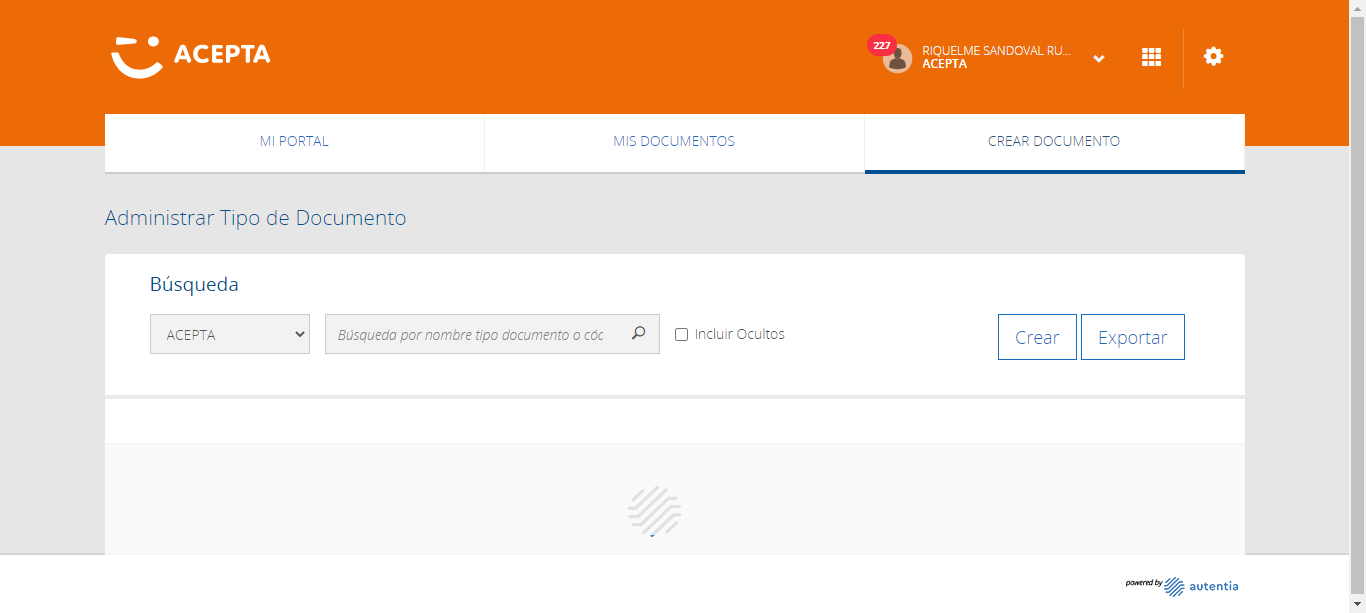 ACEPTA
227
RIQUELME SANDOVAL RU...
ACEPTA
MI PORTAL
MIS DOCUMENTOS
CREAR DOCUMENTO
Administrar Tipo de Documento
Búsqueda
ACEPTA
Búsqueda por nombre tipo documento o cóc
Incluir Ocultos
Crear
Exportar
powered by autentia